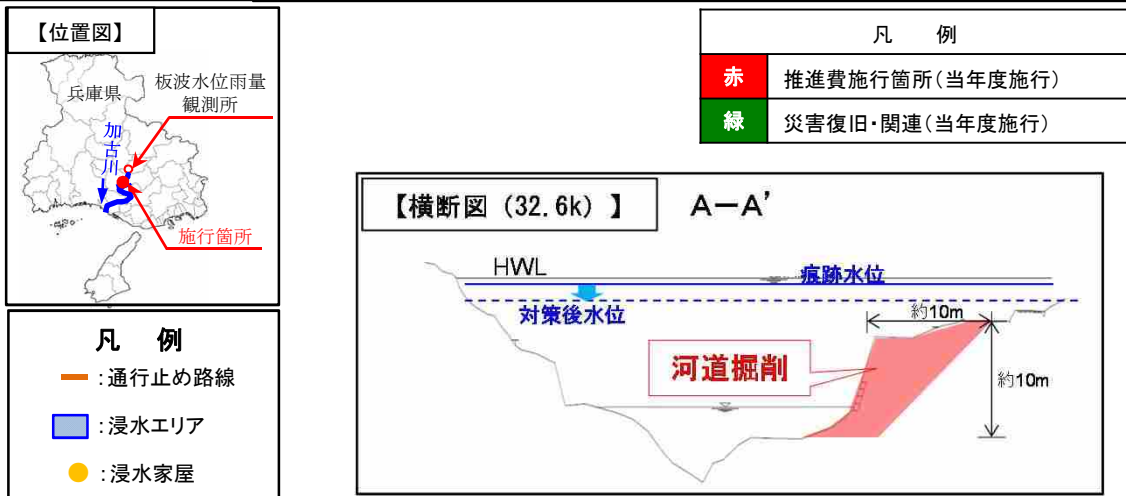 【位置図】
兵庫県
板波水位雨量
観測所
加古川
施行箇所
凡 例
赤 推進費施行箇所(当年度施行)
緑 災害復旧・関連(当年度施行)
凡 例
:通行止め路線
:浸水エリア
:浸水家屋
【横断図 (32.6k) 】 A-A'
HWL
痕跡水位
対策後水位
約10m
河道掘削
約10m